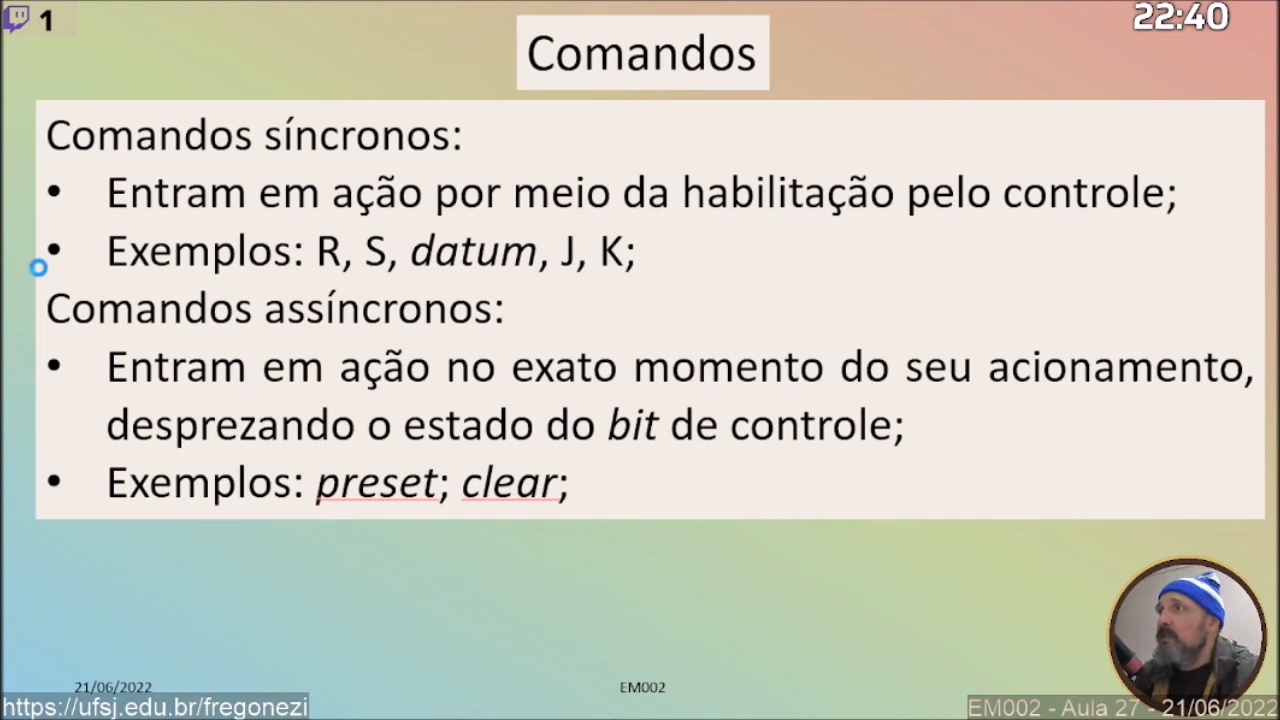 1
22:40
Comandos
Comandos síncronos:
• Entram em ação por meio da habilitação pelo controle;
• Exemplos: R, S, datum, J, K;
Comandos assíncronos:
• Entram em ação no exato momento do seu acionamento,
desprezando o estado do bit de controle;
• Exemplos: preset; clear;
21/06/2022
EM002
https://ufsj.edu.br/fregonezi
EM002 - Aula 27 - 21/06/2022